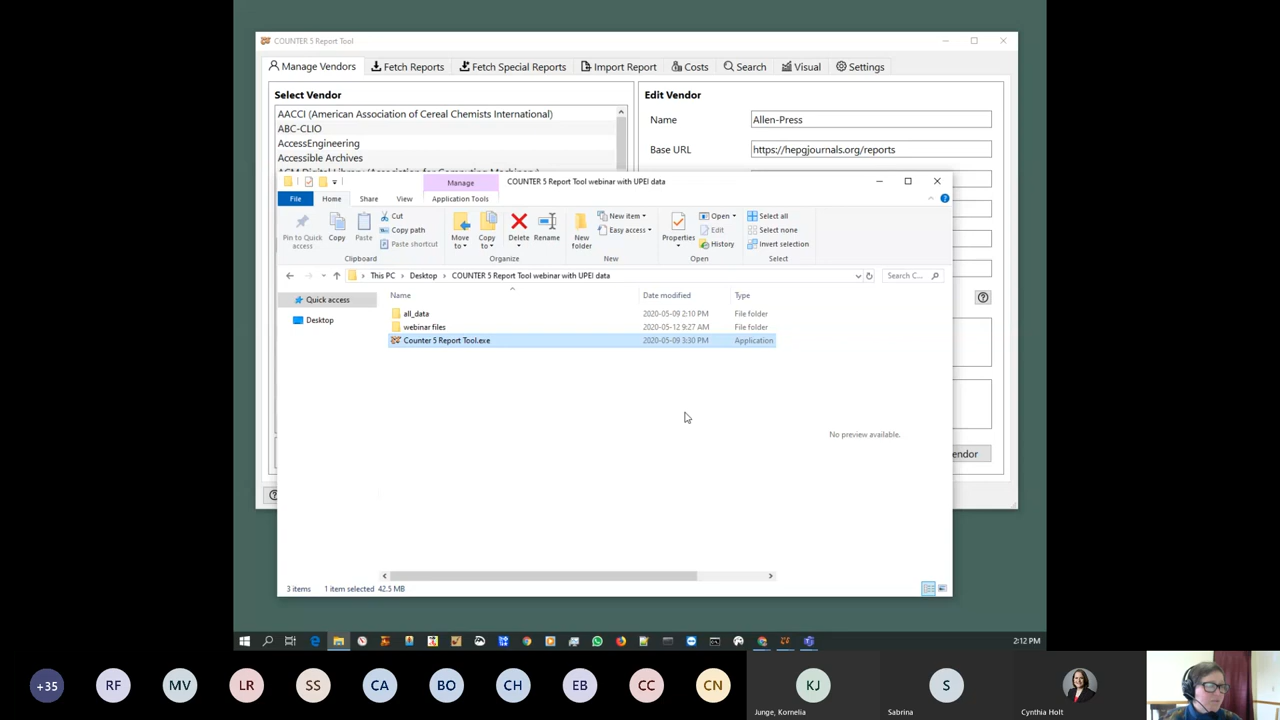 COUNTER 5 Report Tool
Manage Vendors Fetch Reports Fetch Special Reports Import Report Costs Search Visual Settings
Select Vendor
AACCI (American Association of Cereal Chemists International)
ABC-CLIO
AccessEngineering
Accessible Archives
ACM Digital Library (Association for Computing Machinery)
Edit Vendor
Name Allen-Press
Base URL https://hepgjournals.org/reports
endor
Manage COUNTER 5 Report Tool webinar with UPEI data
File Home Share View Application Tools
Pin to Quick access
Copy
Paste
Cut
Copy path
Paste shortcut
Clipboard
Move to
Copy to
Delete
Rename
Organize
New folder
New item
Easy access
New
Properties
Open
Edit
History
Open
Select all
Select none
Invert selection
Select
This PC Desktop COUNTER 5 Report Tool webinar with UPEI data
Search C...
Quick access
Desktop
Name Date modified Type
all_data 2020-05-09 2:10 PM File folder
webinar files 2020-05-12 9:27 AM File folder
Counter 5 Report Tool.exe 2020-05-09 3:30 PM Application
No preview available.
3 items 1 item selected 42.5 MB
2:12 PM
+35 RF MV LR SS CA BO CH EB CC CN KJ S
Junge, Kornelia Sabrina Cynthia Holt